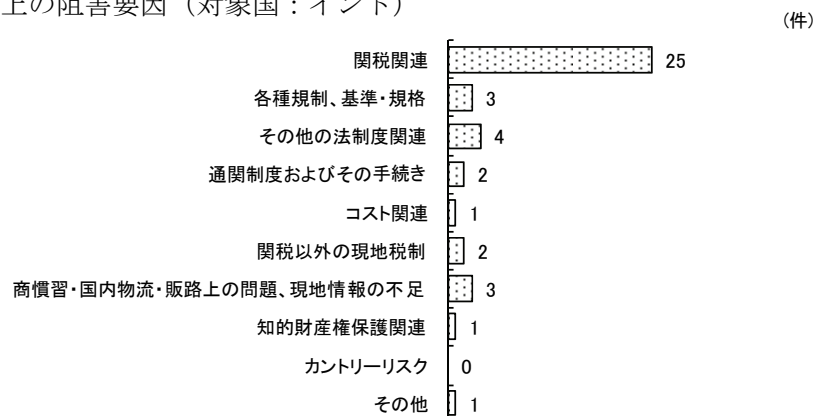 上の阻害要因（対象国：インド）
（件）
関税関連 25
各種規制、基準・規格 3
その他の法制度関連 4
通関制度およびその手続き 2
コスト関連 1
関税以外の現地税制 2
商慣習・国内物流・販路上の問題、現地情報の不足 3
知的財産権保護関連 1
カントリーリスク 0
その他 1